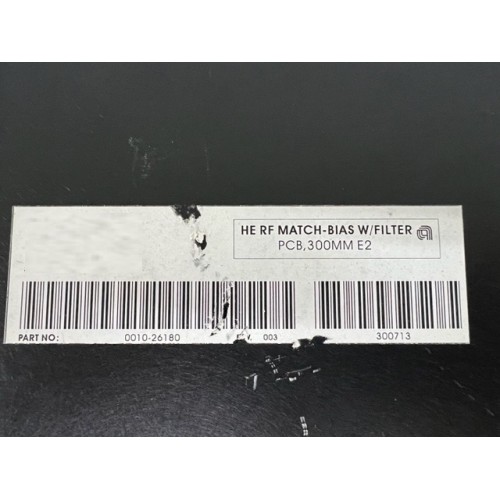 HE RF MATCH-BIAS W/FILTER
PCB,300MM E2
PART NO: 0010-26180 003 300713